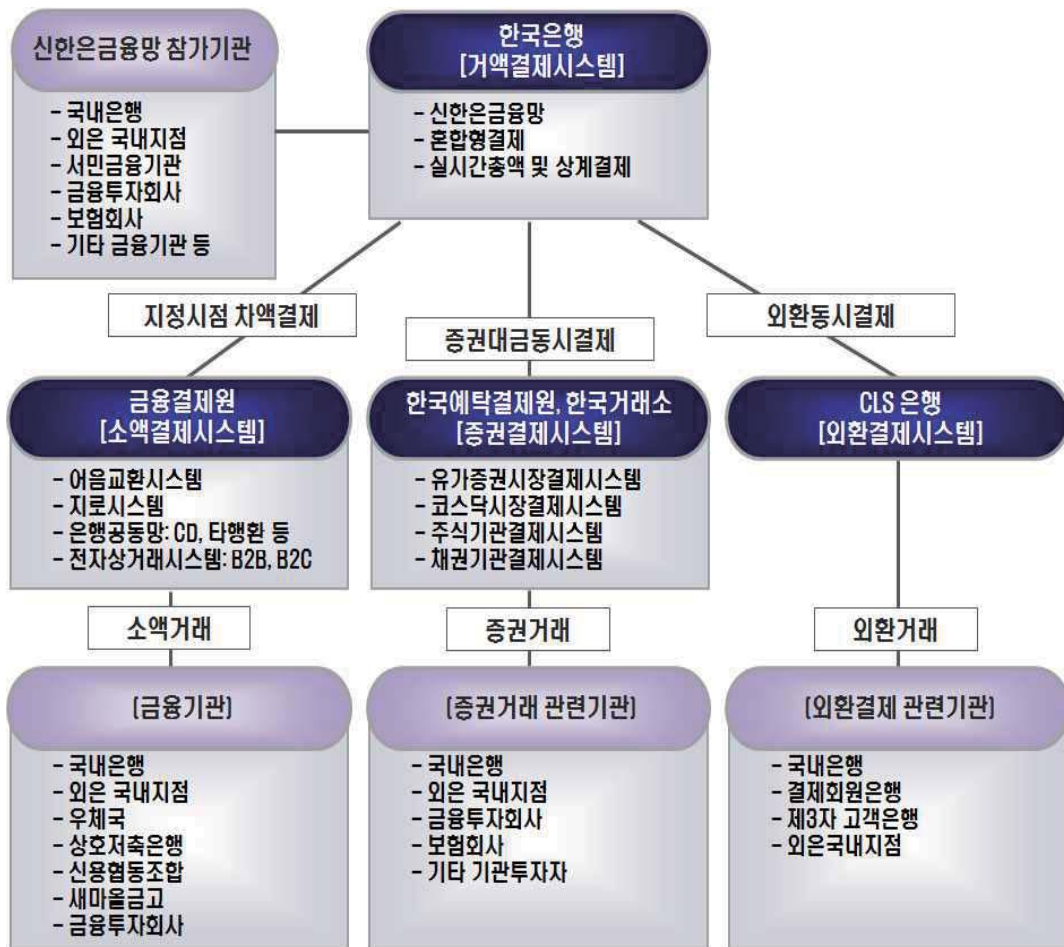 신한은금융망 참가기관
- 국내은행
- 외은 국내지점
- 서민금융기관
- 금융투자회사
- 보험회사
- 기타 금융기관 등
한국은행
[거액결제시스템]
- 신한은금융망
- 혼합형결제
- 실시간총액 및 상계결제
지정시점 차액결제
증권대금동시결제
외환동시결제
금융결제원
[소액결제시스템]
- 어음교환시스템
- 지로시스템
- 은행공동망: CD, 타행환 등
- 전자상거래시스템: B2B, B2C
한국예탁결제원, 한국거래소
[증권결제시스템]
- 유가증권시장결제시스템
- 코스닥시장결제시스템
- 주식기관결제시스템
- 채권기관결제시스템
CLS 은행
[외환결제시스템]
소액거래
증권거래
외환거래
[금융기관]
- 국내은행
- 외은 국내지점
- 우체국
- 상호저축은행
- 신용협동조합
- 새마을금고
- 금융투자회사
[증권거래 관련기관]
- 국내은행
- 외은 국내지점
- 금융투자회사
- 보험회사
- 기타 기관투자자
[외환결제 관련기관]
- 국내은행
- 결제회원은행
- 제3자 고객은행
- 외은국내지점